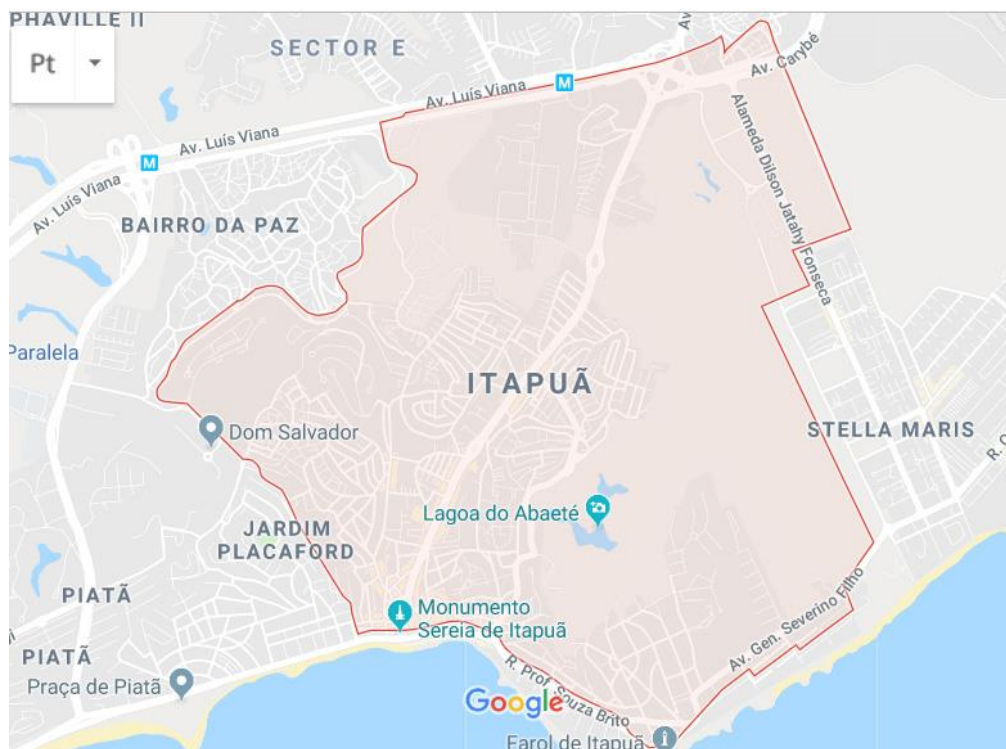 PHAVILLE II
Pt
SECTOR E
Av. Luís Viana
M
Av. Carybé
Av. Luís Viana
M
Av. Luís Viana
Alameda Dilson Jatahy Fonseca
BAIRRO DA PAZ
Paralela
ITAPUÃ
Dom Salvador
STELLA MARIS
Lagoa do Abaeté
JARDIM
PLACAFORD
PIATÃ
Monumento
Sereia de Itapuã
Av. Gen. Severino Filho
PIATÃ
Praça de Piatã
R. Prof. Souza Brito
Google
Farol de Itapuã